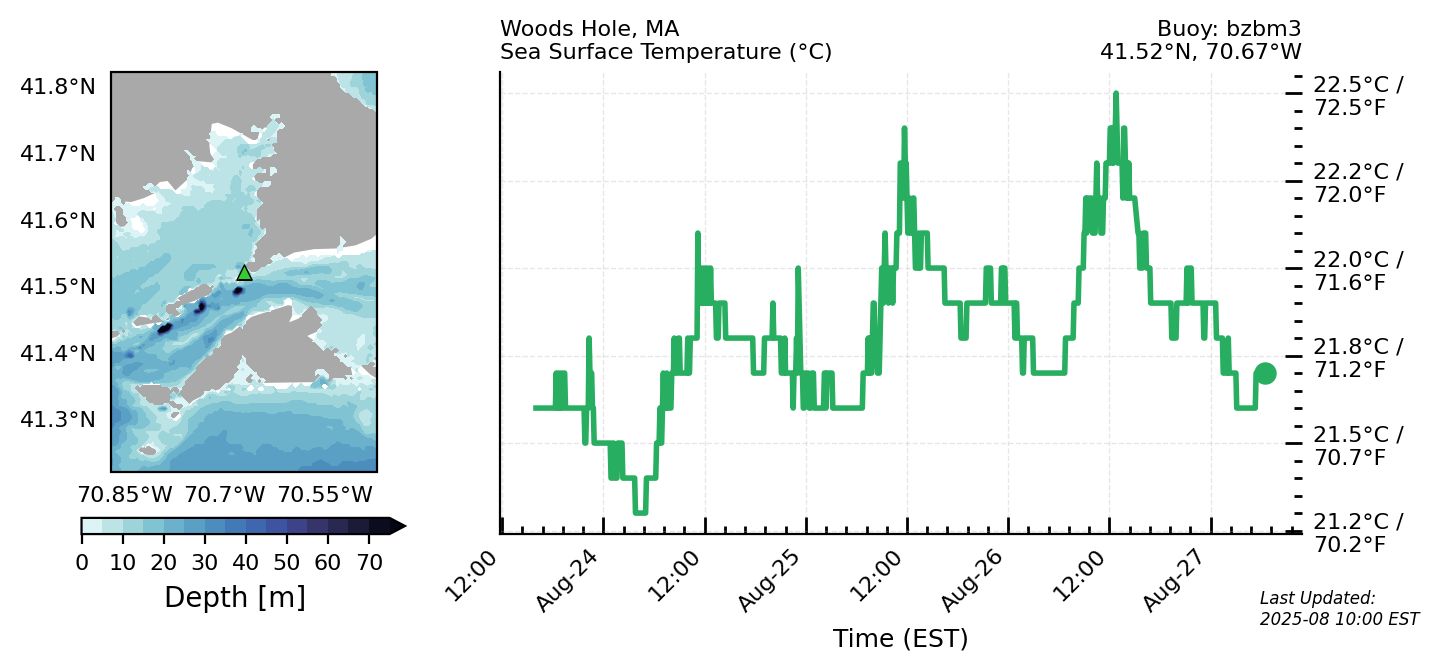 Woods Hole, MA
Sea Surface Temperature (°C)
Buoy: bzbm3
41.52°N, 70.67°W
41.8°N
41.7°N
41.6°N
41.5°N
41.4°N
41.3°N
70.85°W 70.7°W 70.55°W
0 10 20 30 40 50 60 70
Depth [m]
22.5°C /
72.5°F
22.2°C /
72.0°F
22.0°C /
71.6°F
21.8°C /
71.2°F
21.5°C /
70.7°F
21.2°C /
70.2°F
12:00 Aug-24 12:00 Aug-25 12:00 Aug-26 12:00 Aug-27
Time (EST)
Last Updated:
2025-08 10:00 EST